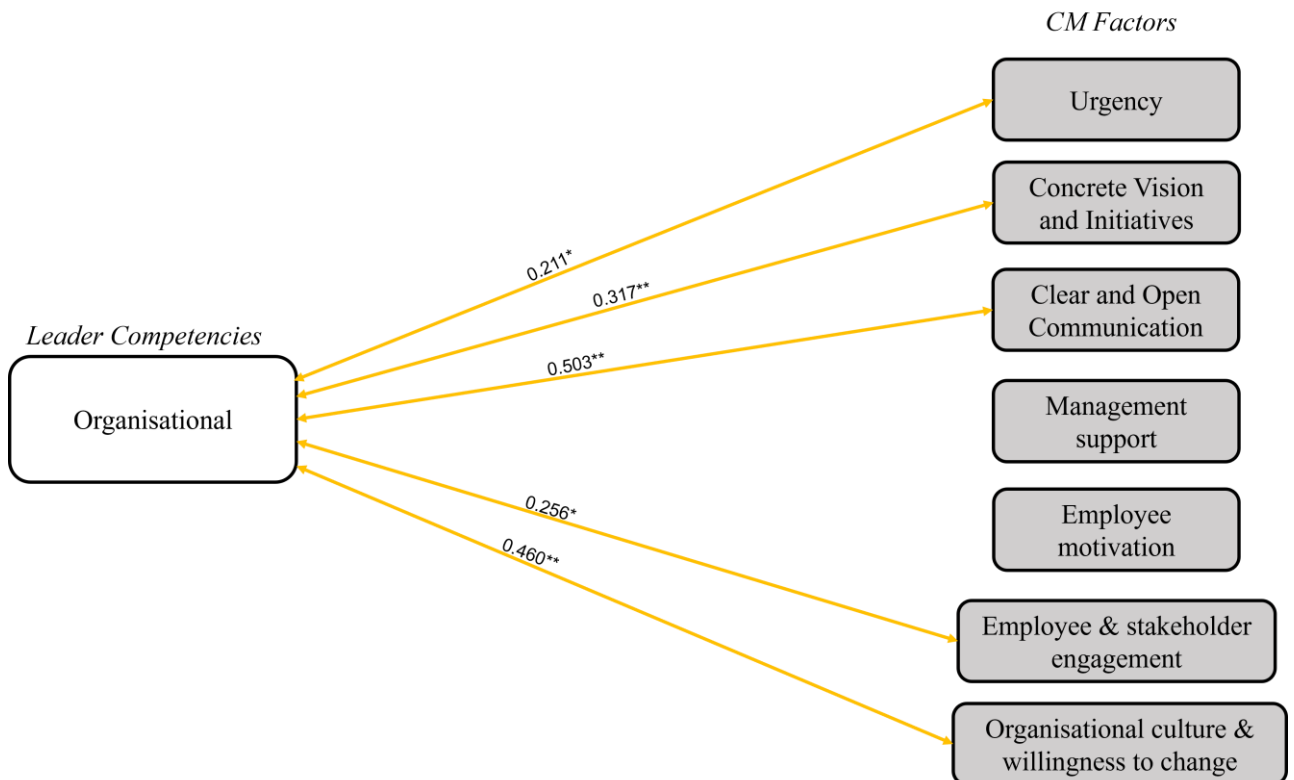 CM Factors
Urgency
Concrete Vision
and Initiatives
Clear and Open
Communication
Management
support
Employee
motivation
Employee & stakeholder
engagement
Organisational culture &
willingness to change
Leader Competencies
Organisational
0.211*
0.317**
0.503**
0.256*
0.460**